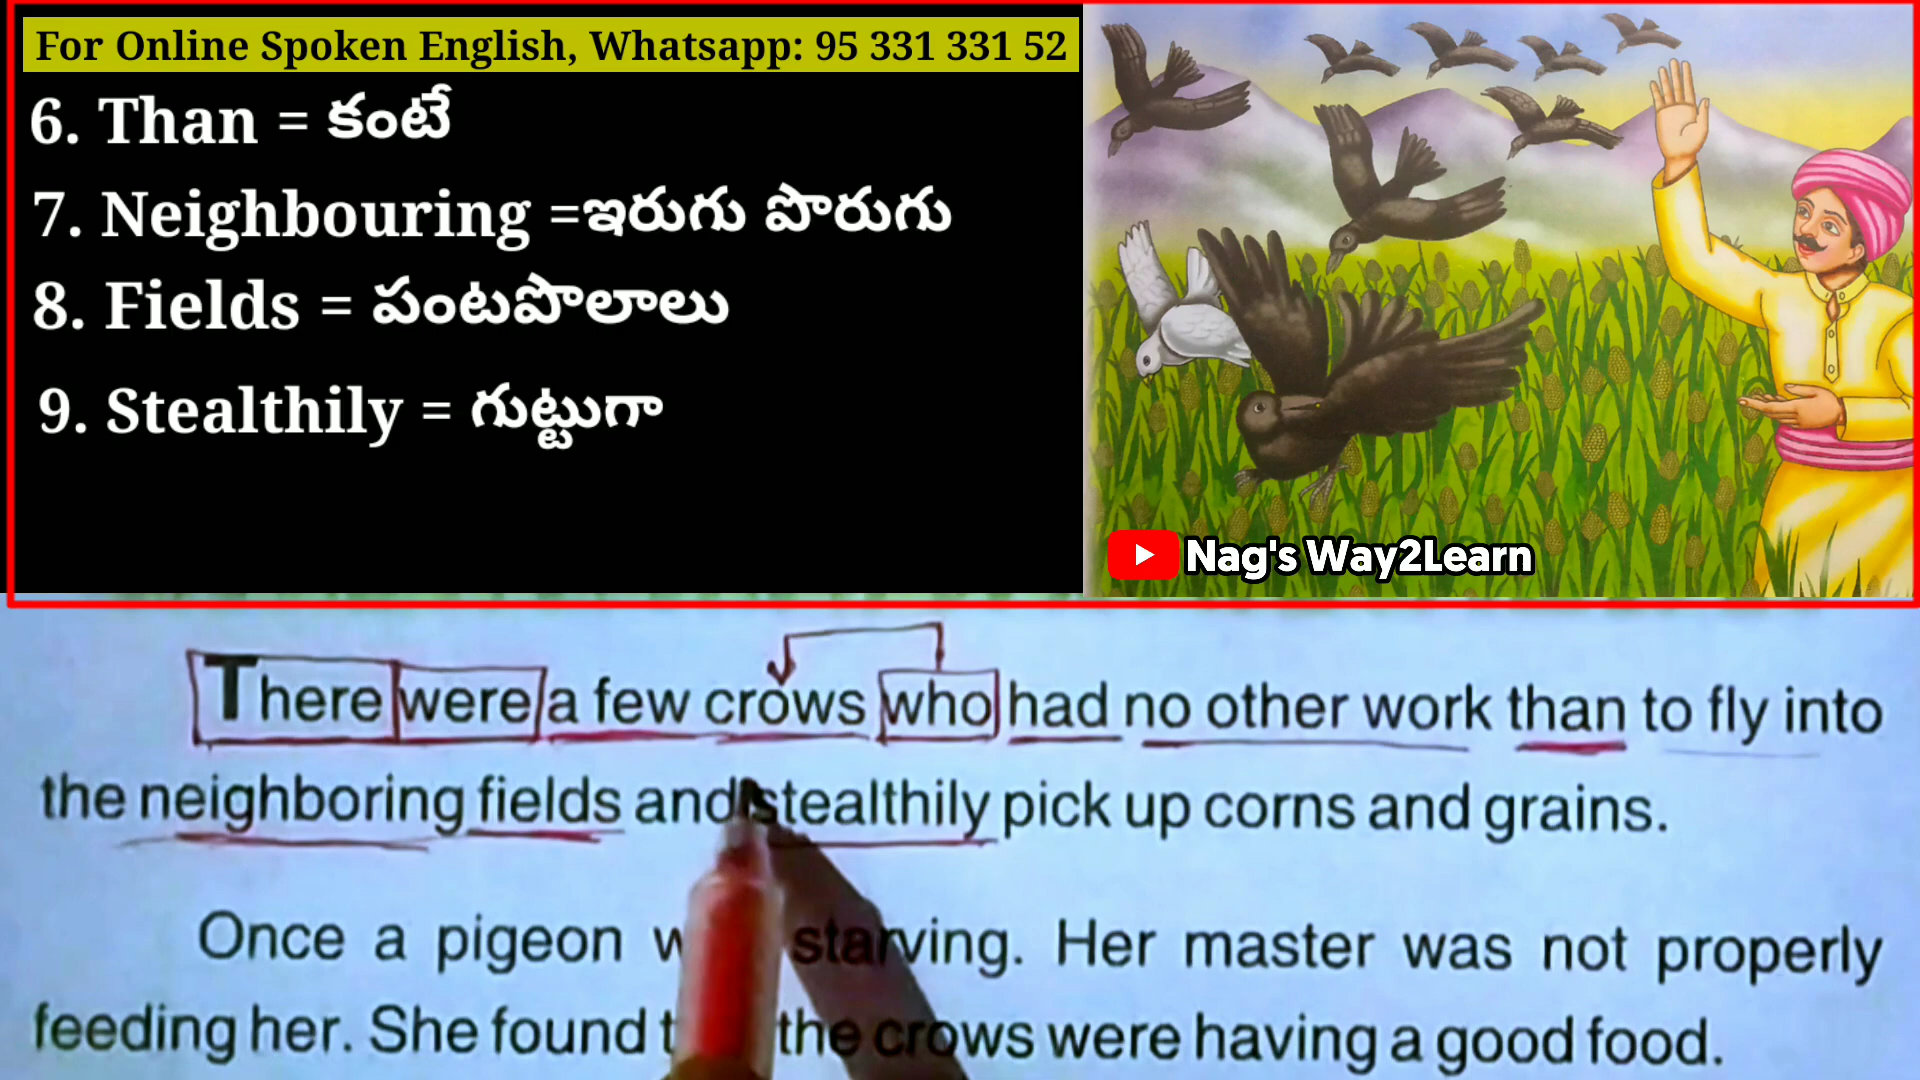 For Online Spoken English, Whatsapp: 95 331 331 52
6. Than = కంటే
7. Neighbouring =ఇరుగు పొరుగు
8. Fields = పంటపొలాలు
9. Stealthily = గుట్టుగా
Nag's Way2Learn
There were a few crows who had no other work than to fly into
the neighboring fields and stealthily pick up corns and grains.
Once a pigeon starving. Her master was not properly
feeding her. She found the crows were having a good food.